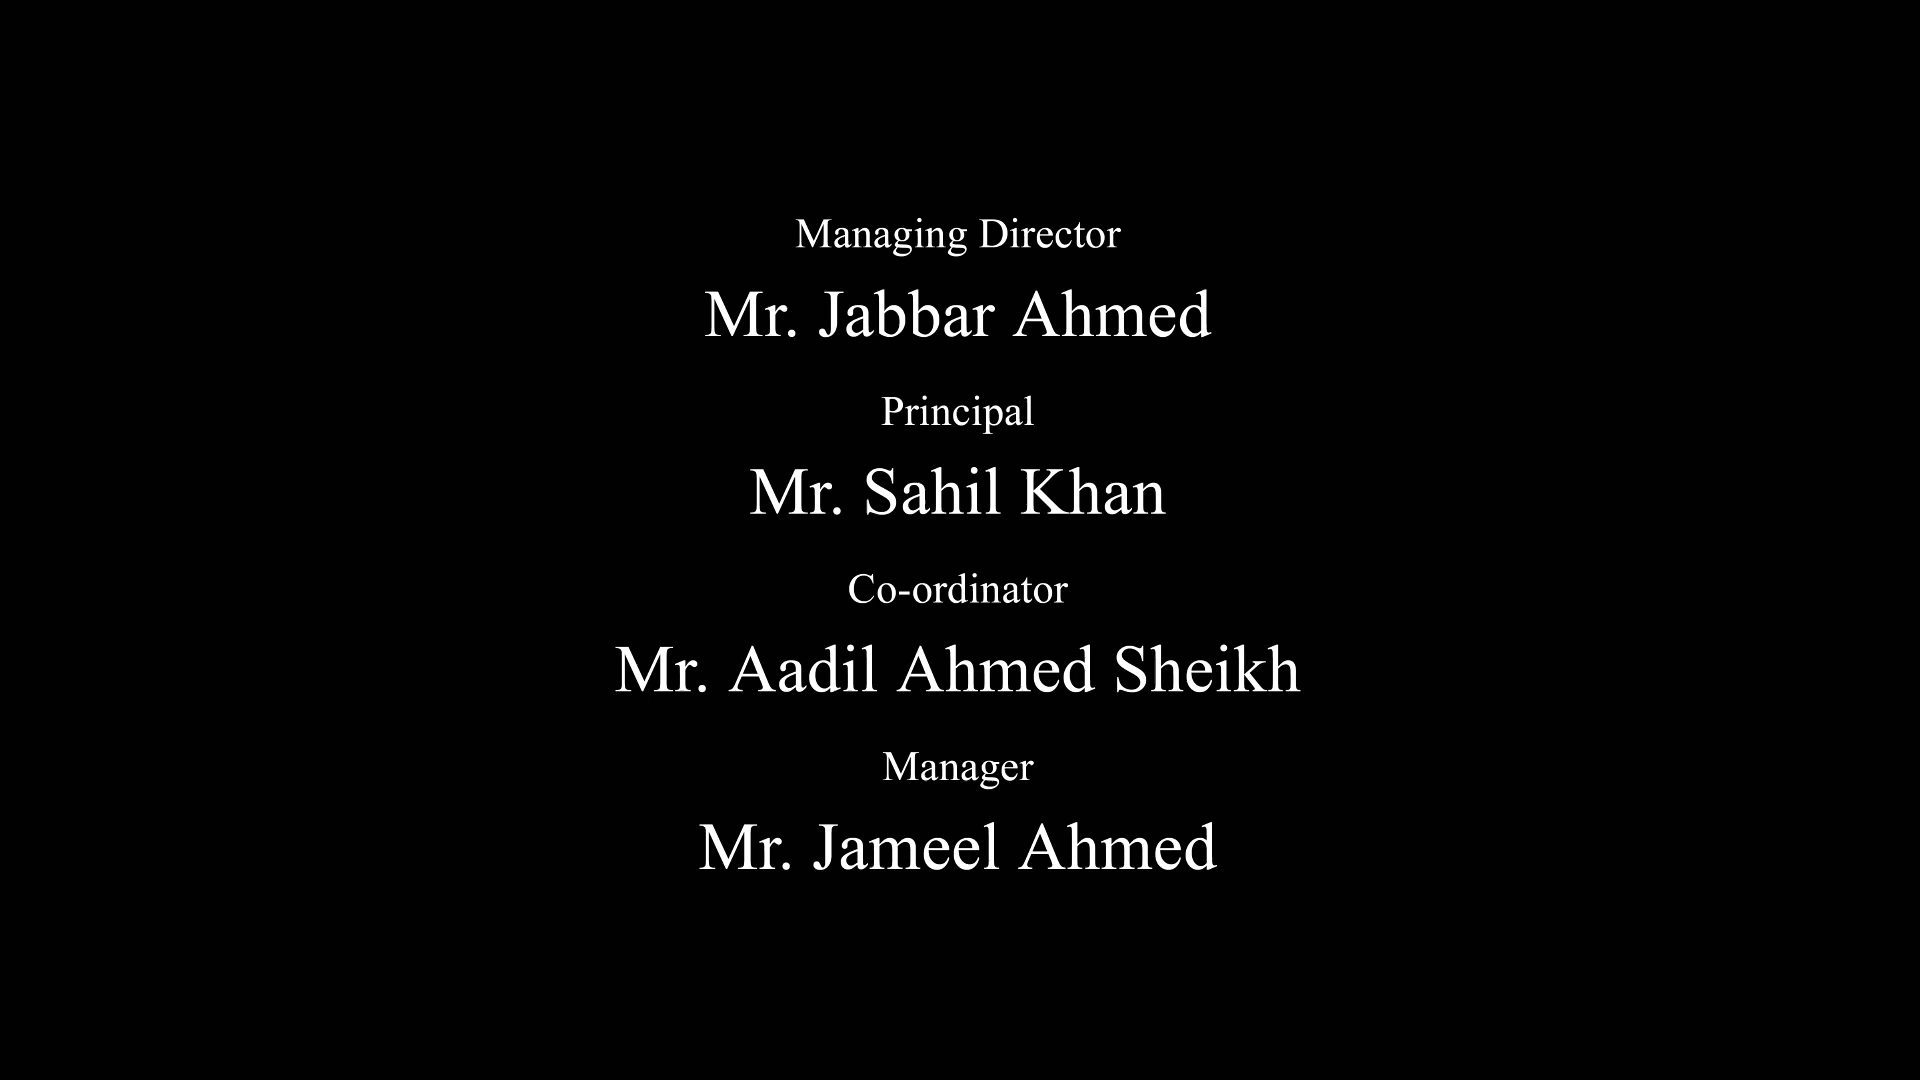 Managing Director
Mr. Jabbar Ahmed
Principal
Mr. Sahil Khan
Co-ordinator
Mr. Aadil Ahmed Sheikh
Manager
Mr. Jameel Ahmed